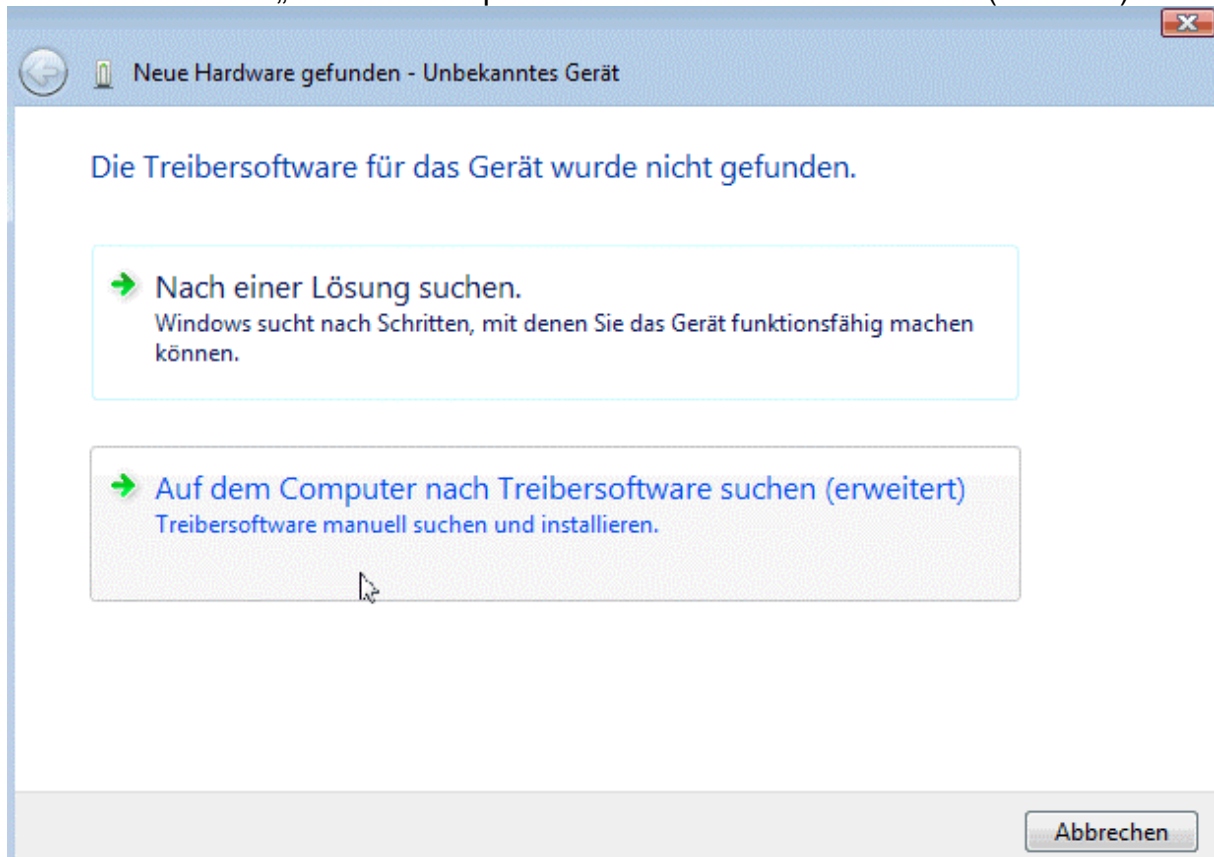 Neue Hardware gefunden - Unbekanntes Gerät
Die Treibersoftware für das Gerät wurde nicht gefunden.
Nach einer Lösung suchen.
Windows sucht nach Schritten, mit denen Sie das Gerät funktionsfähig machen
können.
Auf dem Computer nach Treibersoftware suchen (erweitert)
Treibersoftware manuell suchen und installieren.
Abbrechen